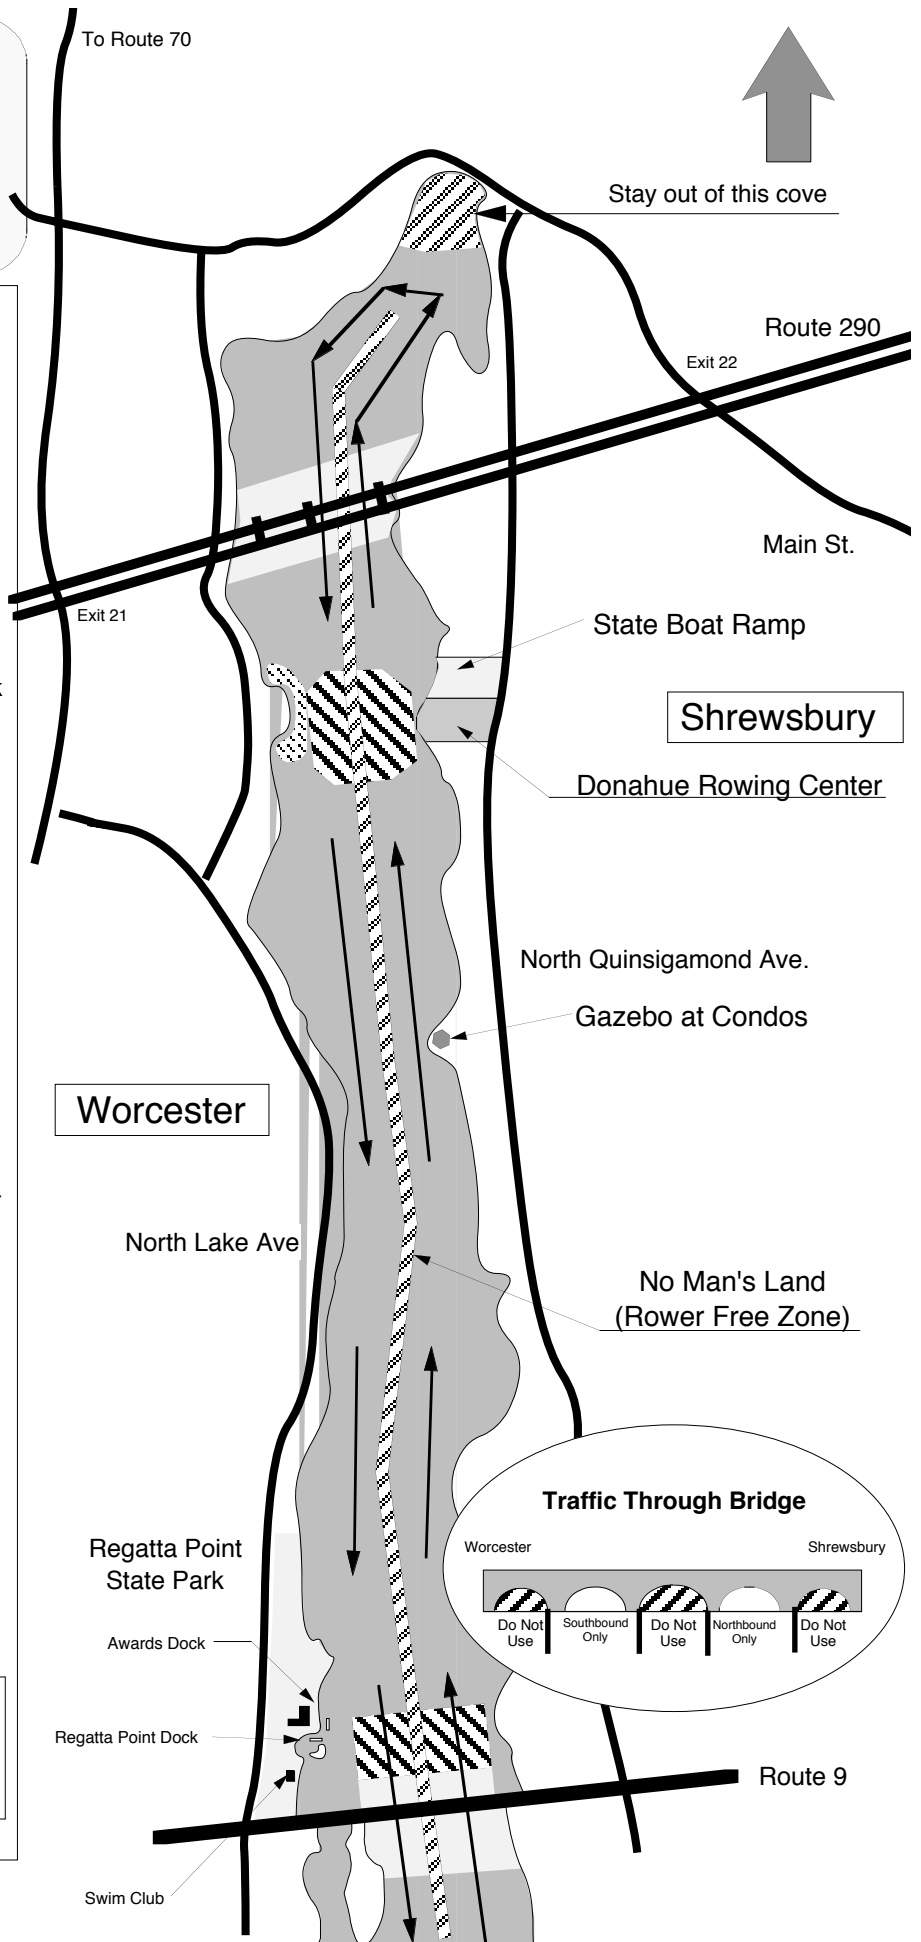 To Route 70
Stay out of this cove
Route 290
Exit 22
Main St.
Exit 21
State Boat Ramp
Shrewsbury
Donahue Rowing Center
North Quinsigamond Ave.
Gazebo at Condos
Worcester
North Lake Ave
No Man's Land
(Rower Free Zone)
Traffic Through Bridge
Worcester
Shrewsbury
Do Not
Use
Southbound
Only
Do Not
Use
Northbound
Only
Do Not
Use
Regatta Point
State Park
Awards Dock
Regatta Point Dock
Route 9
Swim Club